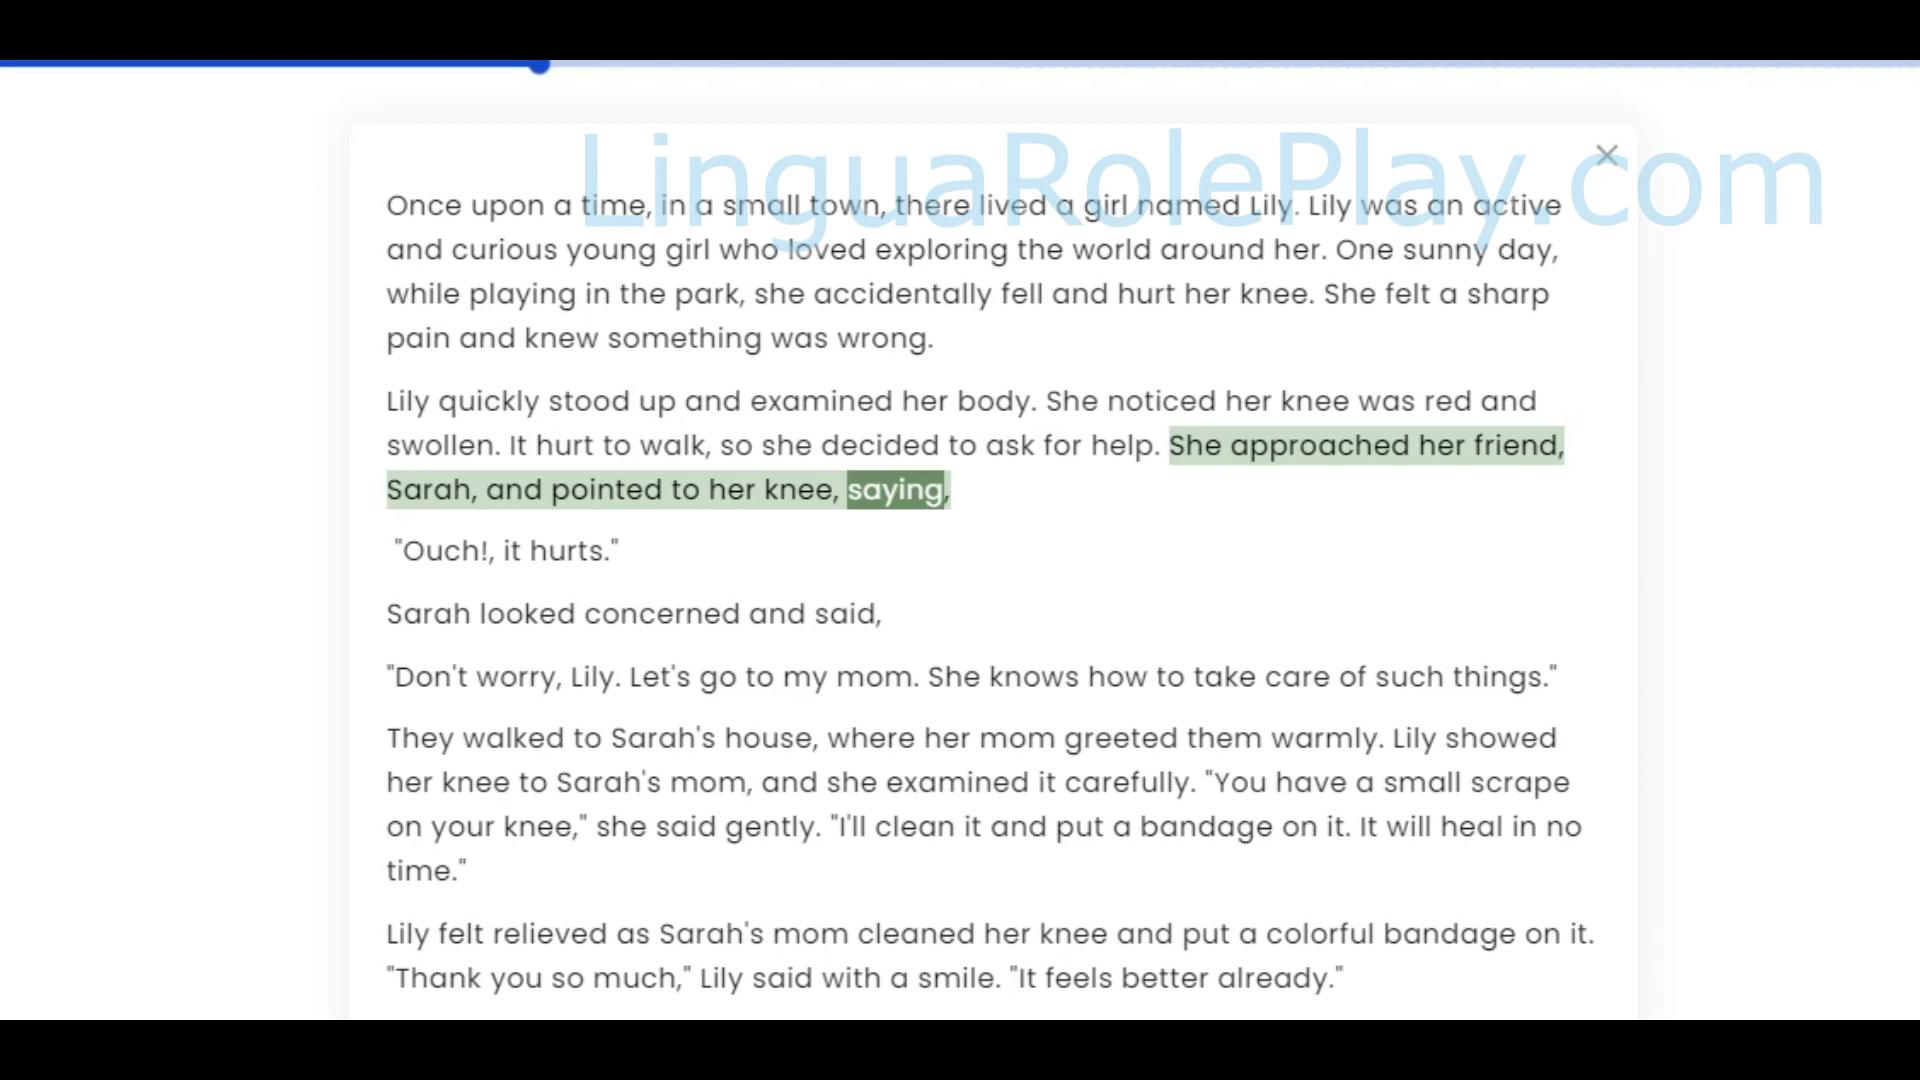 LinguaRolePlay.com
Once upon a time, in a small town, there lived a girl named Lily. Lily was an active
and curious young girl who loved exploring the world around her. One sunny day,
while playing in the park, she accidentally fell and hurt her knee. She felt a sharp
pain and knew something was wrong.
Lily quickly stood up and examined her body. She noticed her knee was red and
swollen. It hurt to walk, so she decided to ask for help. She approached her friend,
Sarah, and pointed to her knee, saying,
"Ouch!, it hurts."
Sarah looked concerned and said,
"Don't worry, Lily. Let's go to my mom. She knows how to take care of such things."
They walked to Sarah's house, where her mom greeted them warmly. Lily showed
her knee to Sarah's mom, and she examined it carefully. "You have a small scrape
on your knee," she said gently. "I'll clean it and put a bandage on it. It will heal in no
time."
Lily felt relieved as Sarah's mom cleaned her knee and put a colorful bandage on it.
"Thank you so much," Lily said with a smile. "It feels better already."